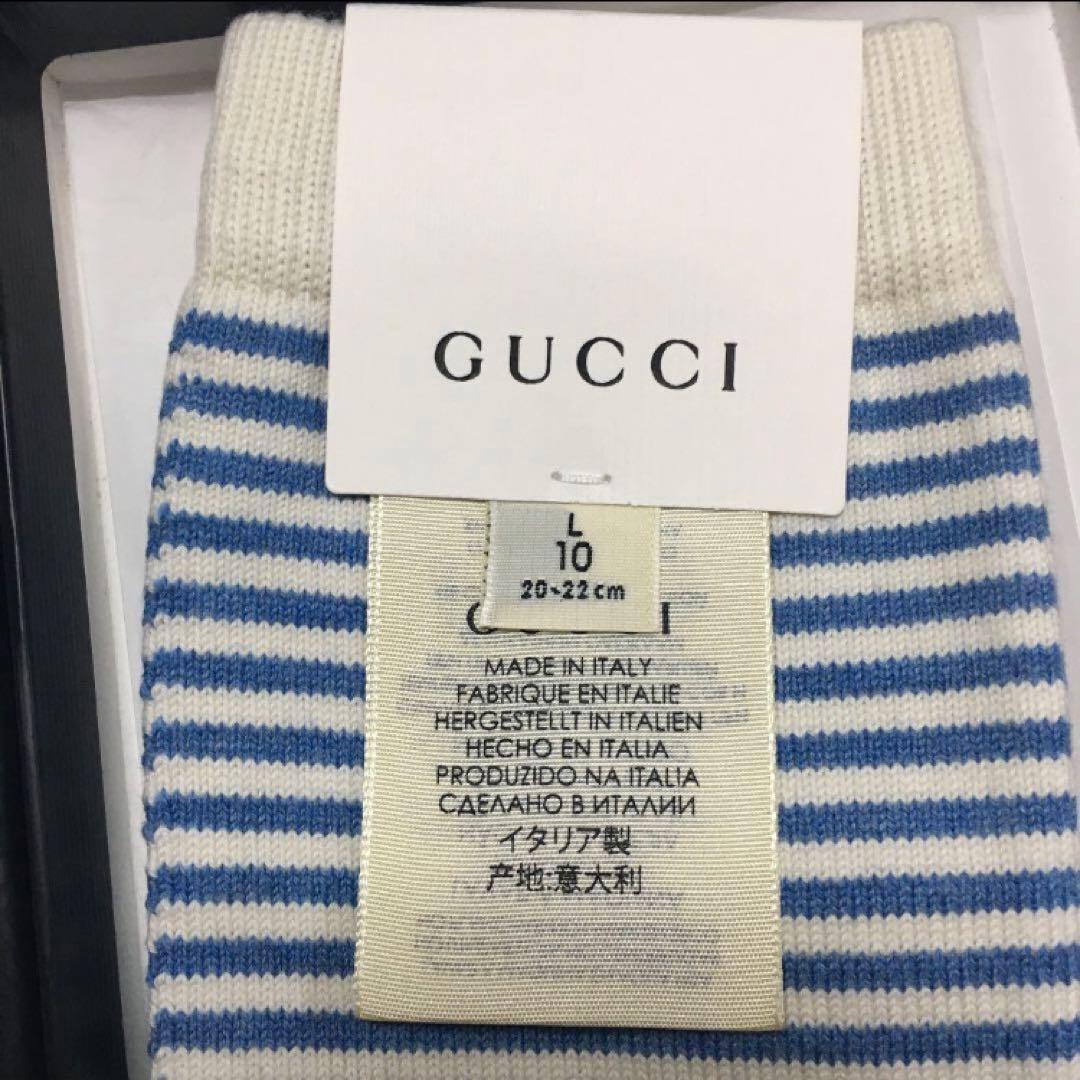 GUCCI
L
10
20-22cm
GUCCI
MADE IN ITALY
FABRIQUE EN ITALIE
HERGESTELLT IN ITALIEN
HECHO EN ITALIA
PRODUZIDO NA ITALIA
СДЕЛАНО В ИТАЛИИ
イタリア製
产地:意大利